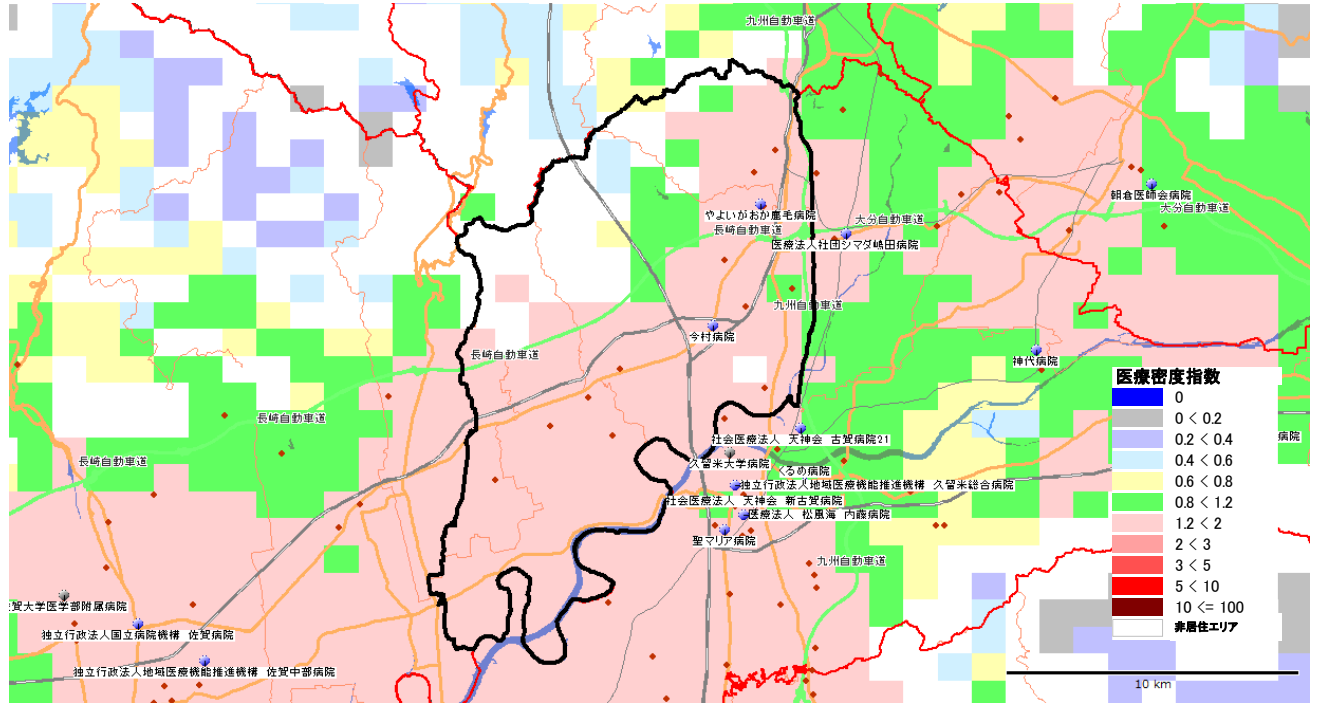 九州自動車道
朝倉医師会病院
大分自動車道
やよいがおか鹿毛病院
大分自動車道
長崎自動車道
医療法人社団シマダ嶋田病院
九州自動車道
今村病院
長崎自動車道
神代病院
長崎自動車道
社会医療法人 天神会 古賀病院21
長崎自動車道
久留米大学病院
くるめ病院
独立行政法人地域医療機能推進機構 久留米総合病院
社会医療法人 天神会 新古賀病院
医療法人 松風海 内藤病院
聖マリア病院
九州自動車道
賀大学医学部附属病院
独立行政法人国立病院機構 佐賀病院
独立行政法人地域医療機能推進機構 佐賀中部病院
医療密度指数
0
0 < 0.2
0.2 < 0.4
0.4 < 0.6
0.6 < 0.8
0.8 < 1.2
1.2 < 2
2 < 3
3 < 5
5 < 10
10 <= 100
非居住エリア
病院
10 km